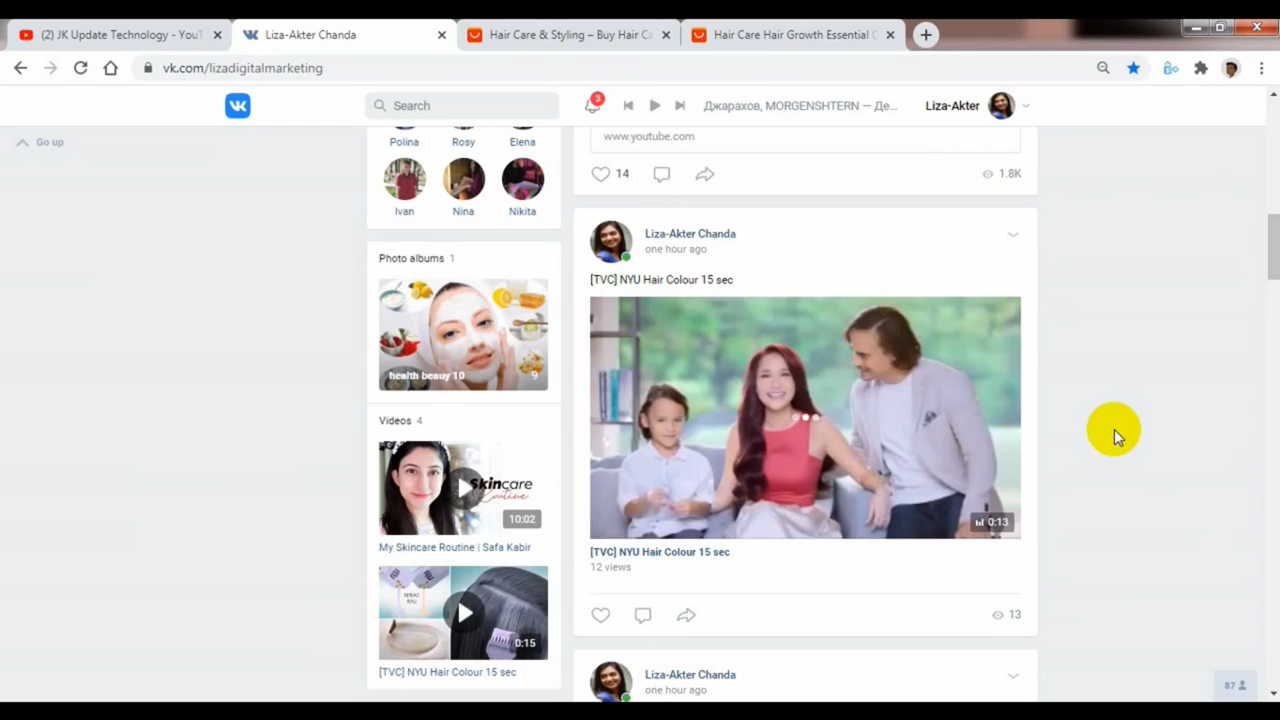 (2) JK Update Technology - YouT
Liza-Akter Chanda
Hair Care & Styling – Buy Hair Ca
Hair Care Hair Growth Essential O
vk.com/lizadigitalmarketing
Search
3
Джарахов, MORGENSHTERN — Де...
Liza-Akter
Go up
Polina
Rosy
Elena
Ivan
Nina
Nikita
www.youtube.com
14
1.8K
Photo albums 1
health beauy 10
9
Videos 4
Skincare
Routine
10:02
My Skincare Routine | Safa Kabir
0:15
[TVC] NYU Hair Colour 15 sec
Liza-Akter Chanda
one hour ago
[TVC] NYU Hair Colour 15 sec
0:13
[TVC] NYU Hair Colour 15 sec
12 views
13
Liza-Akter Chanda
one hour ago
87